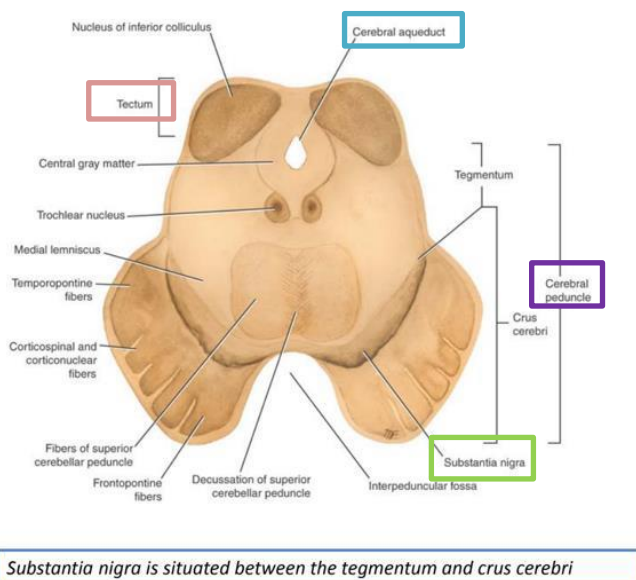 Nucleus of inferior colliculus
Cerebral aqueduct
Tectum
Central gray matter
Tegmentum
Trochlear nucleus
Medial lemniscus
Temporopontine
fibers
Cerebral
peduncle
Crus
cerebri
Corticospinal and
corticonuclear
fibers
Fibers of superior
cerebellar peduncle
Substantia nigra
Frontopontine
fibers
Decussation of superior
cerebellar peduncle
Interpeduncular fossa
Substantia nigra is situated between the tegmentum and crus cerebri